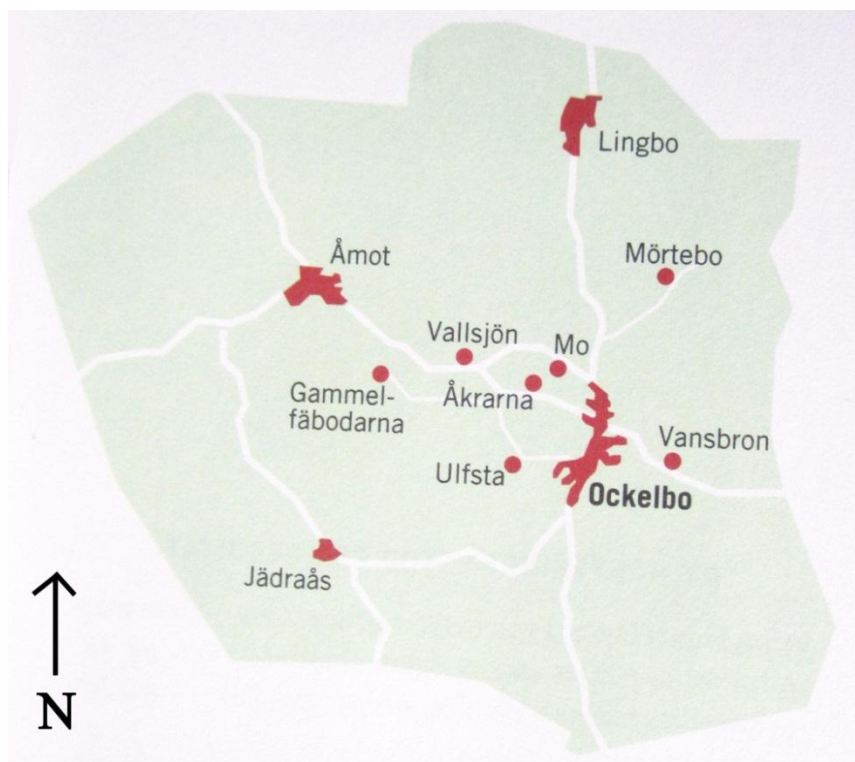 Lingbo
Mörtebo
Åmot
Vallsjön
Mo
Gammel-
fäbodarna
Åkrarna
Vansbron
Ulfsta
Ockelbo
Jädraås
N